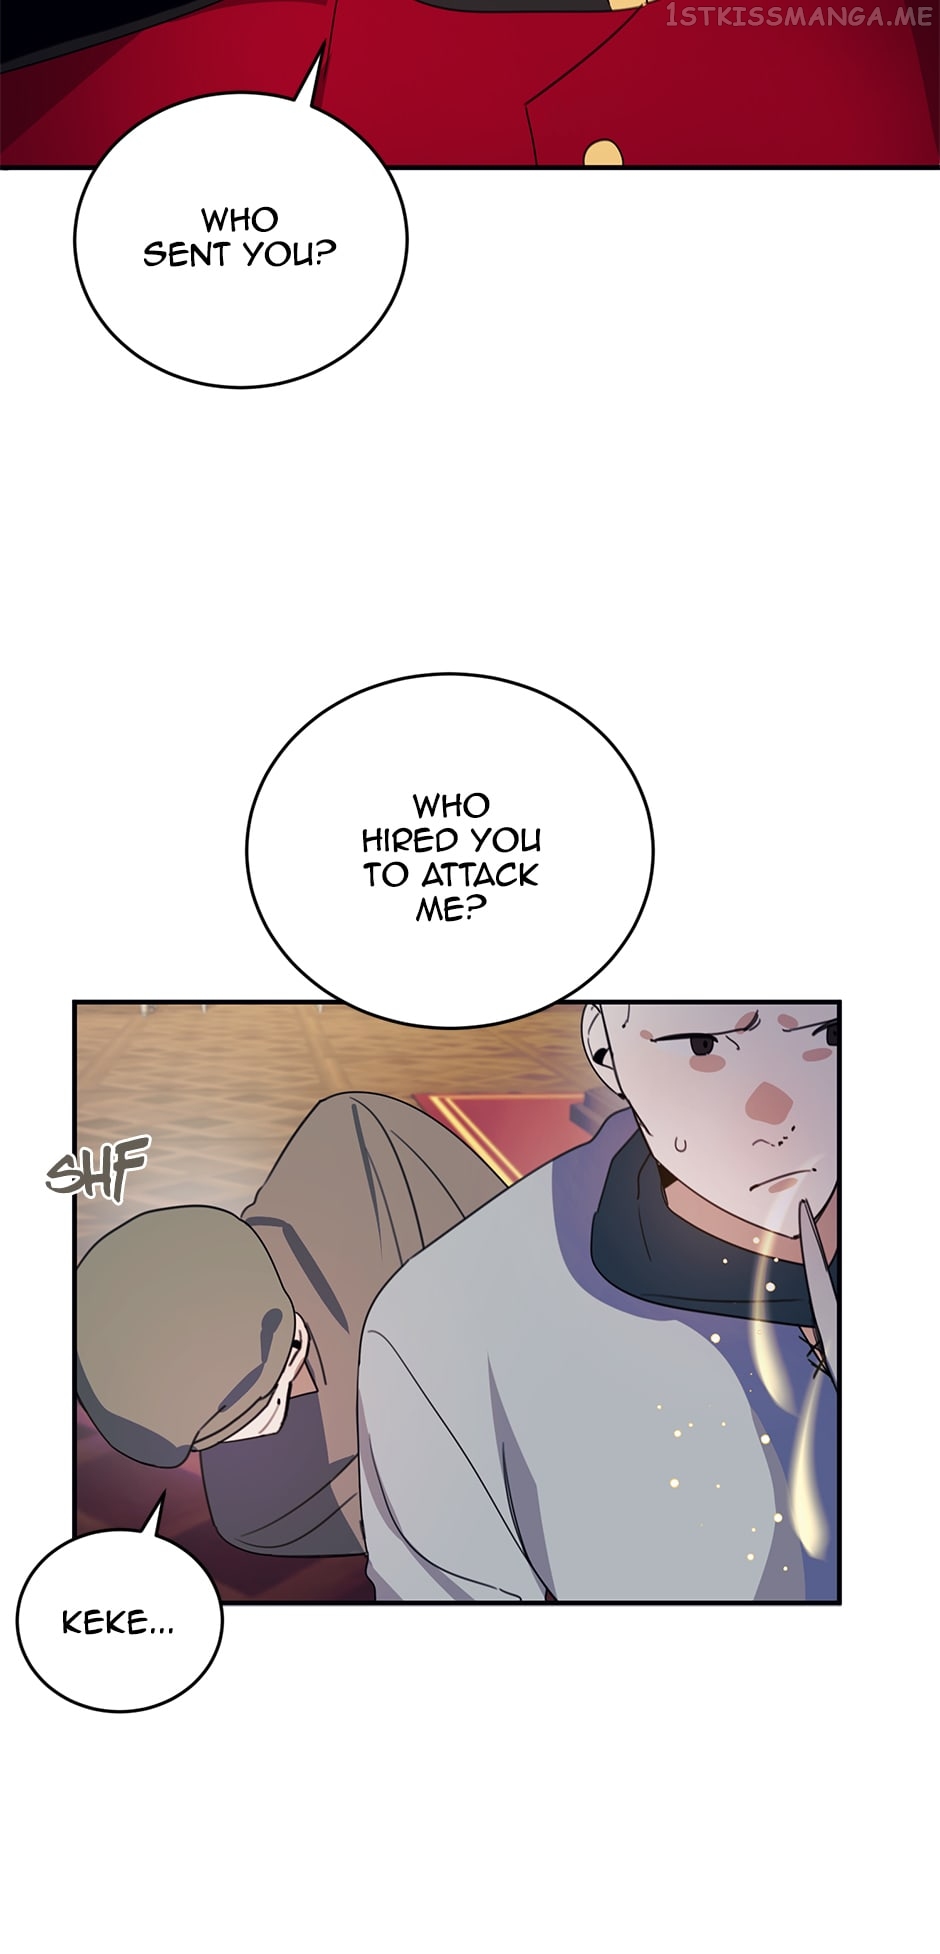 1STKISSMANGA.ME
WHO
SENT YOU?
WHO
HIRED YOU
TO ATTACK
ME?
SHF
KEKE...